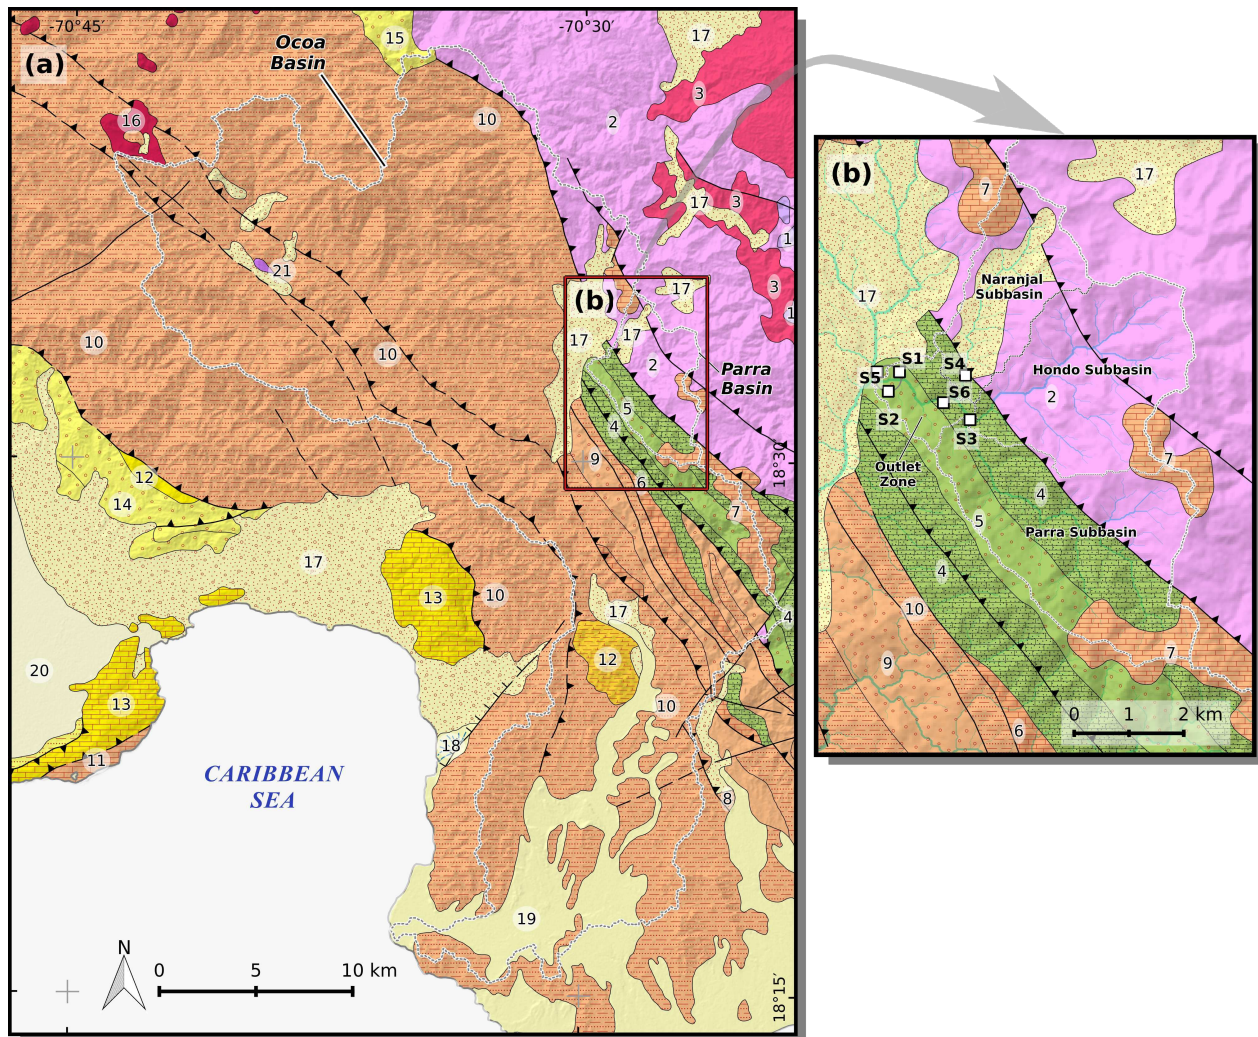 -70°45'
-70°30'
(a)
Ocoa
Basin
15
17
3
16
10
2
17
3
1
21
3
1
17
(b)
10
10
17
17
2
Parra
Basin
5
4
9
6
18°30'
12
14
7
17
13
10
17
4
12
20
13
10
11
18
CARIBBEAN
SEA
8
19
N
0
5
10 km
18°15'
(b)
7
17
Naranjal
Subbasin
17
S1
S4
S5
Hondo Subbasin
S6
2
S2
S3
Outlet
Zone
7
4
5
Parra Subbasin
4
10
9
7
6
0
1
2 km